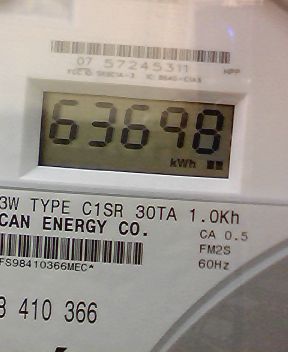 07 57245311
HPP
63698
kWh
3W TYPE C1SR 30TA 1.0Kh
CAN ENERGY CO.
CA 0.5
FM2S
60Hz
FS98410366MEC*
410 366